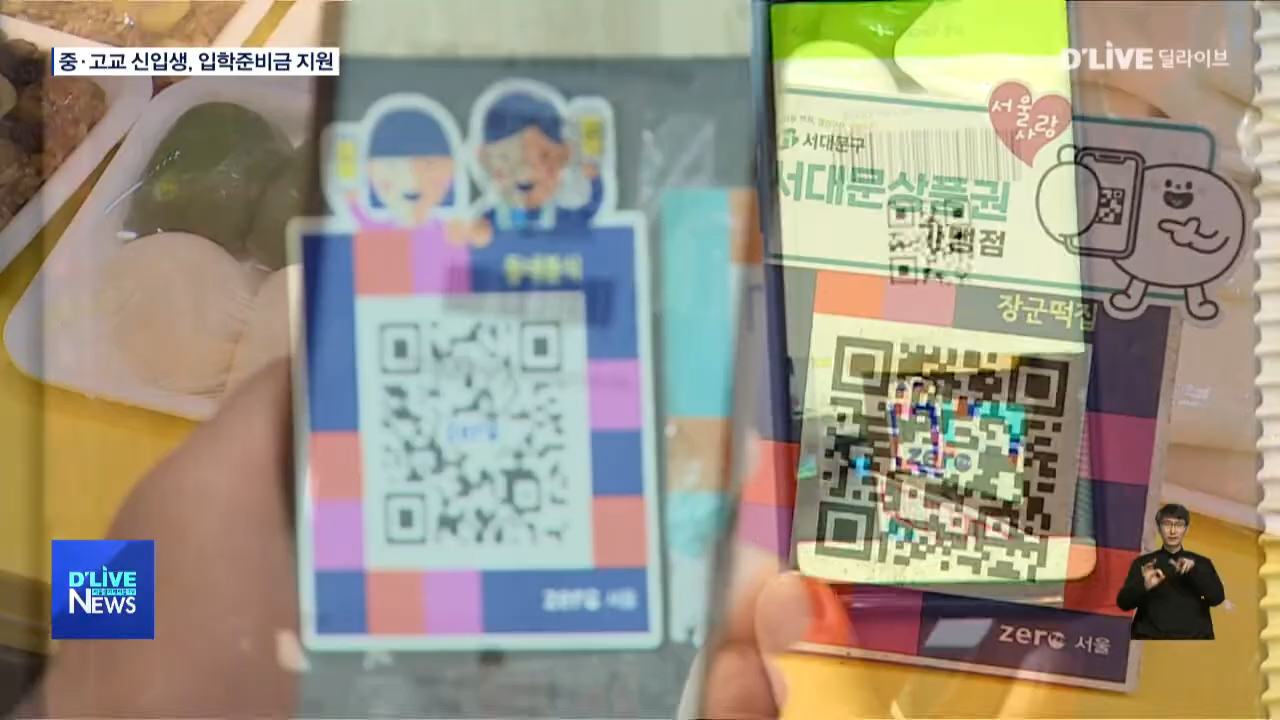 중·고교 신입생, 입학준비금 지원
D'LIVE 딜라이브
서울
사랑
서대문구
서대문상품권
가맹점
장군떡집
zero
zero 서울
zero 서울
D'LIVE
NEWS